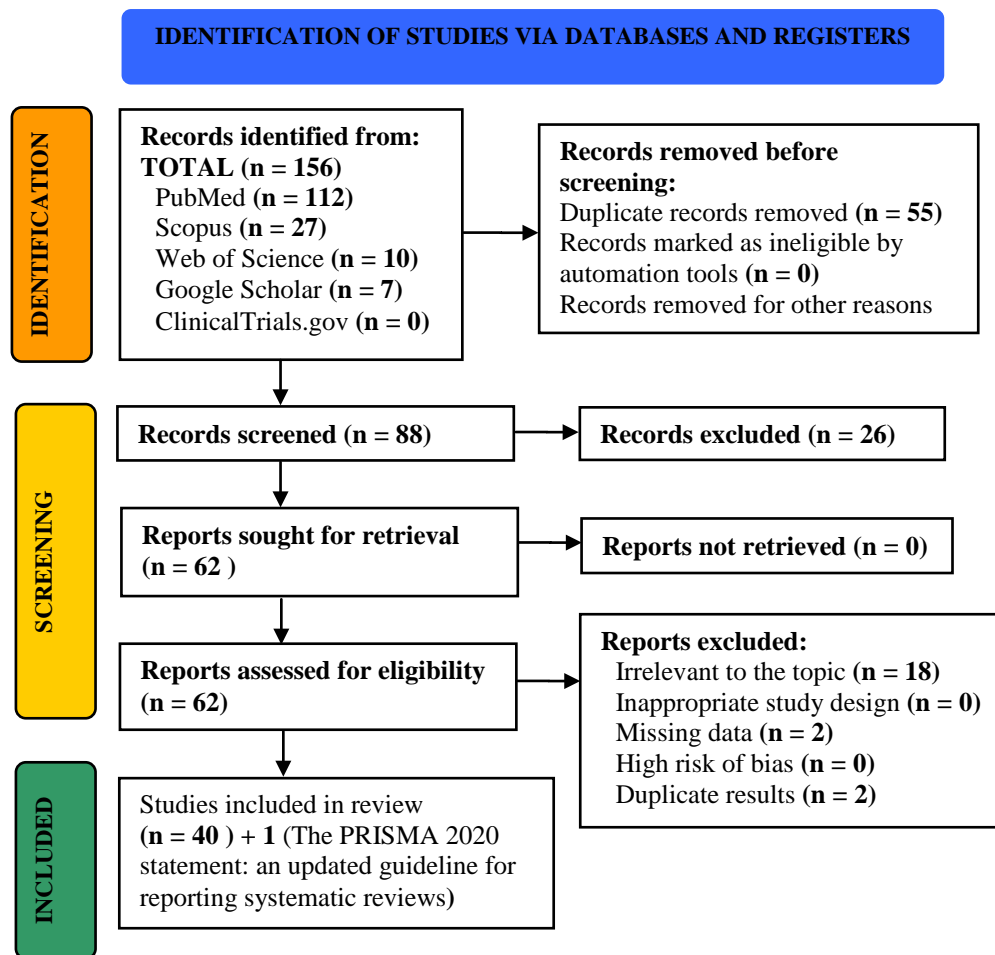 IDENTIFICATION OF STUDIES VIA DATABASES AND REGISTERS
IDENTIFICATION
Records identified from:
TOTAL (n = 156)
PubMed (n = 112)
Scopus (n = 27)
Web of Science (n = 10)
Google Scholar (n = 7)
ClinicalTrials.gov (n = 0)
Records removed before
screening:
Duplicate records removed (n = 55)
Records marked as ineligible by
automation tools (n = 0)
Records removed for other reasons
SCREENING
Records screened (n = 88)
Records excluded (n = 26)
Reports sought for retrieval
(n = 62 )
Reports not retrieved (n = 0)
Reports assessed for eligibility
(n = 62)
Reports excluded:
Irrelevant to the topic (n = 18)
Inappropriate study design (n = 0)
Missing data (n = 2)
High risk of bias (n = 0)
Duplicate results (n = 2)
INCLUDED
Studies included in review
(n = 40 ) + 1 (The PRISMA 2020
statement: an updated guideline for
reporting systematic reviews)